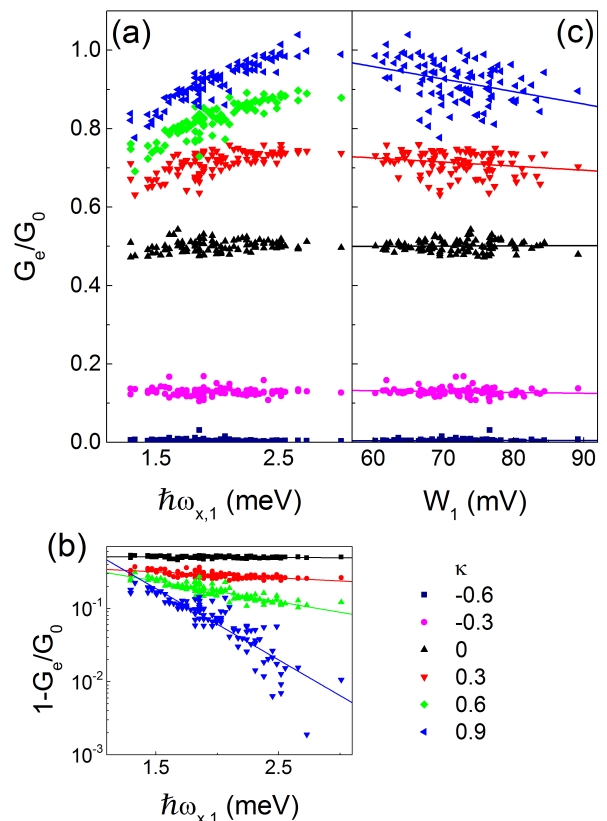 (a)
(c)
1.0
0.8
0.6
0.4
0.2
0.0
Gₑ/G₀
1.5 2.5
60 70 80 90
ℏωₓ,₁ (meV)
W₁ (mV)
(b)
10⁻¹
10⁻²
10⁻³
1-Gₑ/G₀
1.5 2.5
ℏωₓ,₁ (meV)
κ
-0.6
-0.3
0
0.3
0.6
0.9